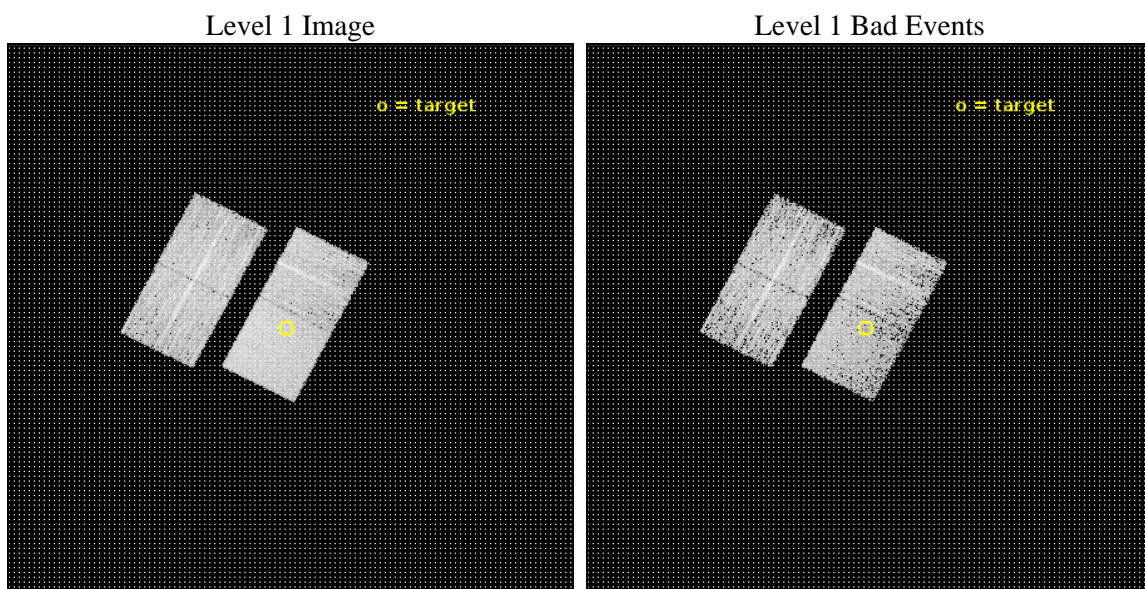 Level 1 Image
Level 1 Bad Events
o = target
o = target